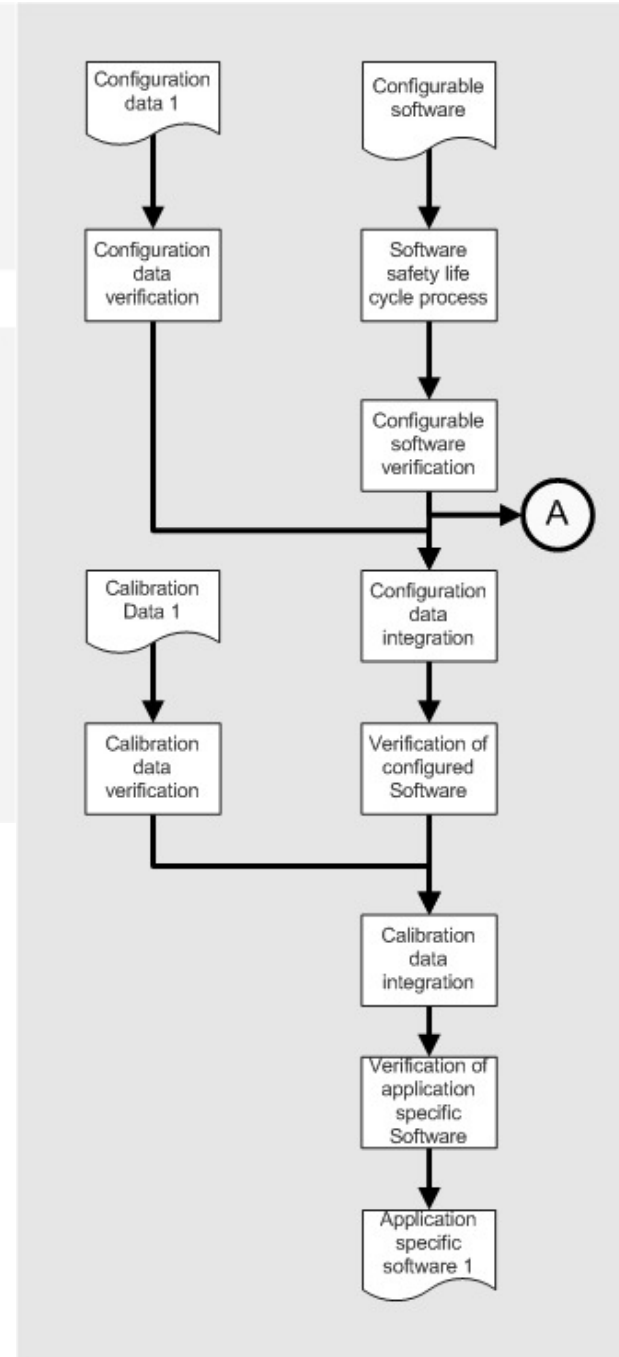 Configuration
data 1
Configurable
software
Configuration
data
verification
Software
safety life
cycle process
Configurable
software
verification
A
Calibration
Data 1
Configuration
data
integration
Calibration
data
verification
Verification of
configured
Software
Calibration
data
integration
Verification of
application
specific
Software
Application
specific
software 1